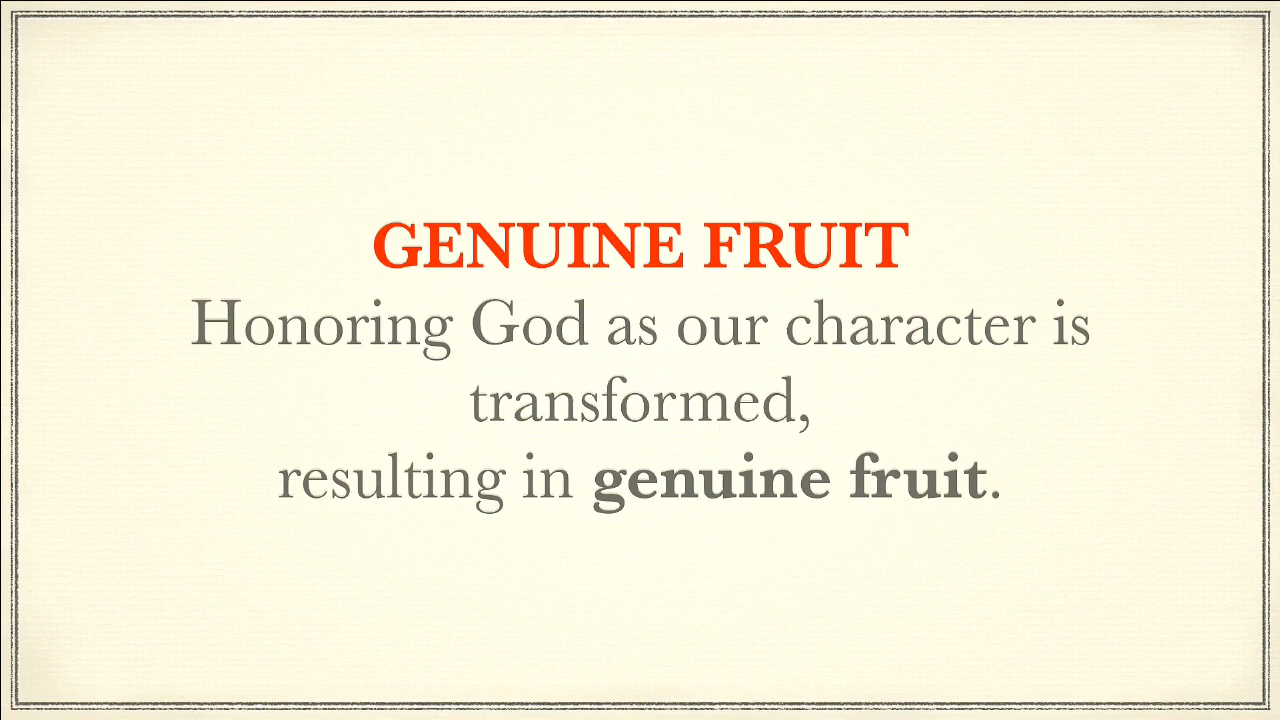 GENUINE FRUIT
Honoring God as our character is
transformed,
resulting in genuine fruit.